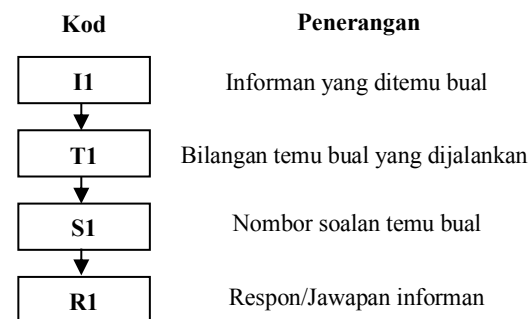 Kod Penerangan
I1 Informan yang ditemu bual
T1 Bilangan temu bual yang dijalankan
S1 Nombor soalan temu bual
R1 Respon/Jawapan informan